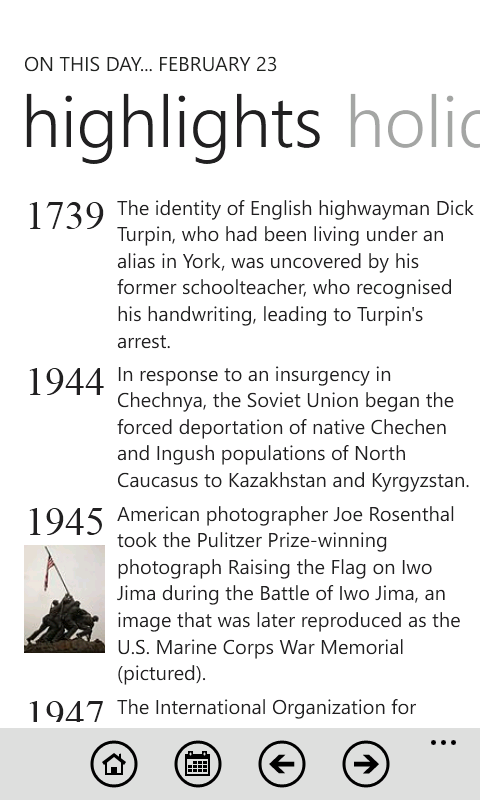 ON THIS DAY... FEBRUARY 23
highlights holid
1739 The identity of English highwayman Dick
Turpin, who had been living under an
alias in York, was uncovered by his
former schoolteacher, who recognised
his handwriting, leading to Turpin's
arrest.
1944 In response to an insurgency in
Chechnya, the Soviet Union began the
forced deportation of native Chechen
and Ingush populations of North
Caucasus to Kazakhstan and Kyrgyzstan.
1945 American photographer Joe Rosenthal
took the Pulitzer Prize-winning
photograph Raising the Flag on Iwo
Jima during the Battle of Iwo Jima, an
image that was later reproduced as the
U.S. Marine Corps War Memorial
(pictured).
1947 The International Organization for